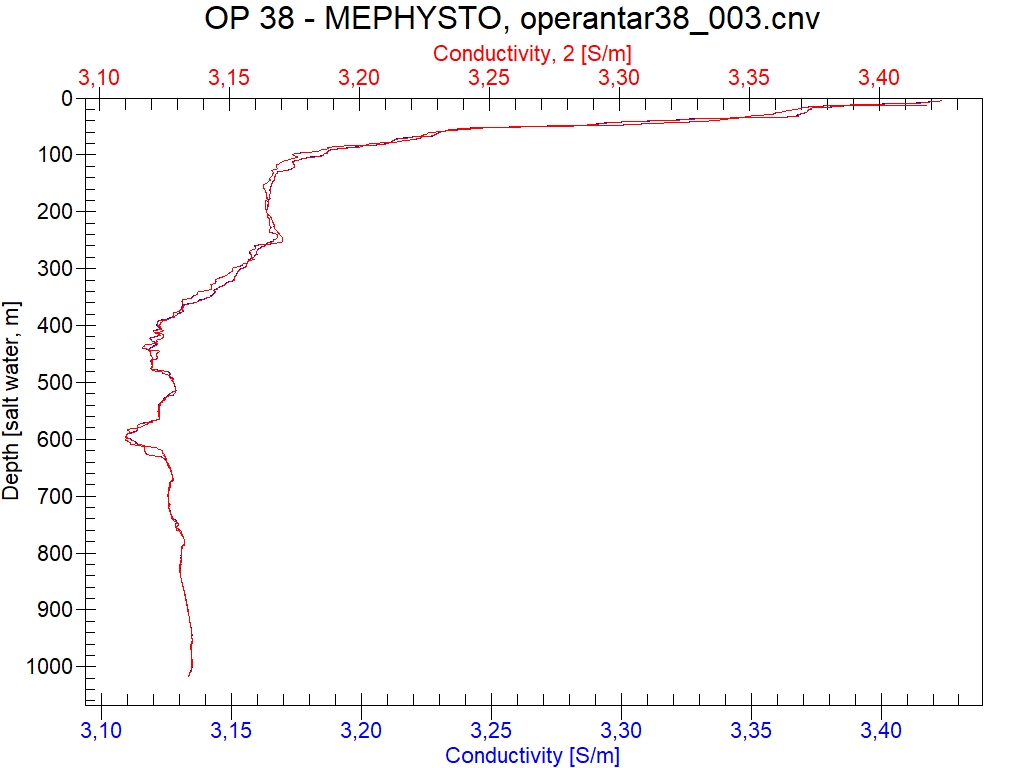 OP 38 - MEPHYSTO, operantar38_003.cnv
Conductivity, 2 [S/m]
3,10 3,15 3,20 3,25 3,30 3,35 3,40
0
100
200
300
400
500
600
700
800
900
1000
Depth [salt water, m]
3,10 3,15 3,20 3,25 3,30 3,35 3,40
Conductivity [S/m]